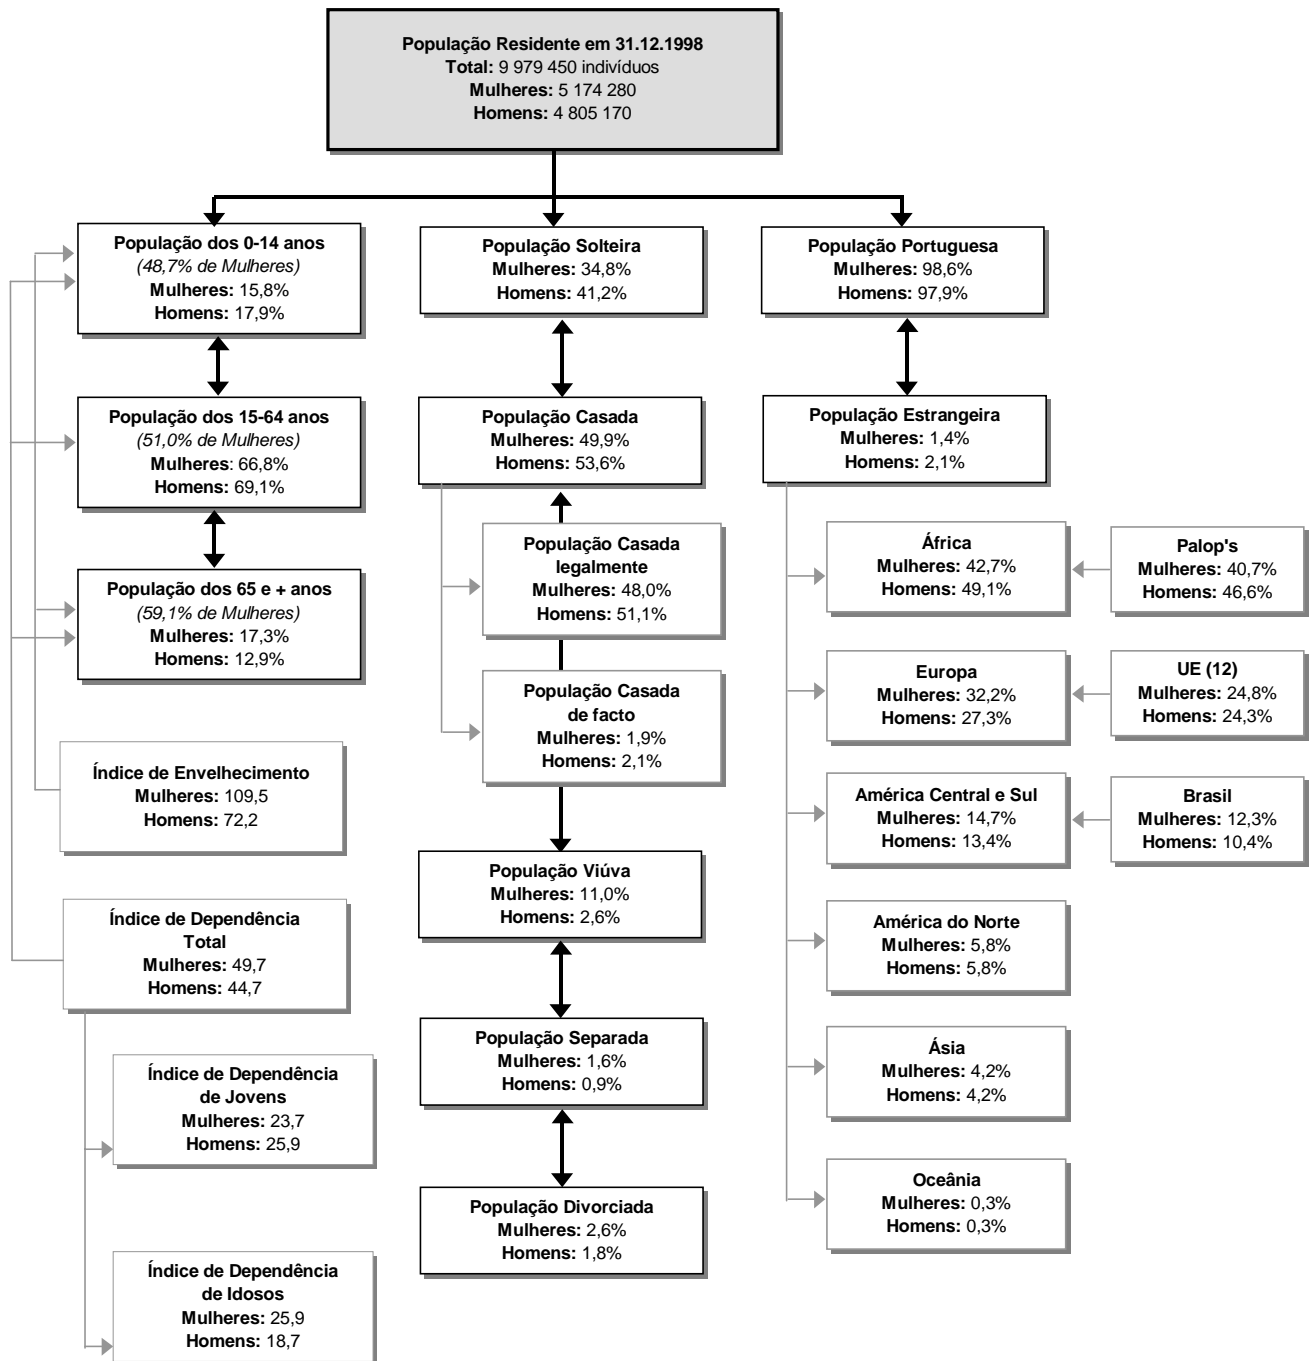 População Residente em 31.12.1998
Total: 9 979 450 indivíduos
Mulheres: 5 174 280
Homens: 4 805 170
População dos 0-14 anos
(48,7% de Mulheres)
Mulheres: 15,8%
Homens: 17,9%
População dos 15-64 anos
(51,0% de Mulheres)
Mulheres: 66,8%
Homens: 69,1%
População dos 65 e + anos
(59,1% de Mulheres)
Mulheres: 17,3%
Homens: 12,9%
Índice de Envelhecimento
Mulheres: 109,5
Homens: 72,2
Índice de Dependência
Total
Mulheres: 49,7
Homens: 44,7
Índice de Dependência
de Jovens
Mulheres: 23,7
Homens: 25,9
Índice de Dependência
de Idosos
Mulheres: 25,9
Homens: 18,7
População Solteira
Mulheres: 34,8%
Homens: 41,2%
População Casada
Mulheres: 49,9%
Homens: 53,6%
População Casada
legalmente
Mulheres: 48,0%
Homens: 51,1%
População Casada
de facto
Mulheres: 1,9%
Homens: 2,1%
População Viúva
Mulheres: 11,0%
Homens: 2,6%
População Separada
Mulheres: 1,6%
Homens: 0,9%
População Divorciada
Mulheres: 2,6%
Homens: 1,8%
População Portuguesa
Mulheres: 98,6%
Homens: 97,9%
População Estrangeira
Mulheres: 1,4%
Homens: 2,1%
África
Mulheres: 42,7%
Homens: 49,1%
Palop's
Mulheres: 40,7%
Homens: 46,6%
Europa
Mulheres: 32,2%
Homens: 27,3%
UE (12)
Mulheres: 24,8%
Homens: 24,3%
América Central e Sul
Mulheres: 14,7%
Homens: 13,4%
Brasil
Mulheres: 12,3%
Homens: 10,4%
América do Norte
Mulheres: 5,8%
Homens: 5,8%
Ásia
Mulheres: 4,2%
Homens: 4,2%
Oceânia
Mulheres: 0,3%
Homens: 0,3%